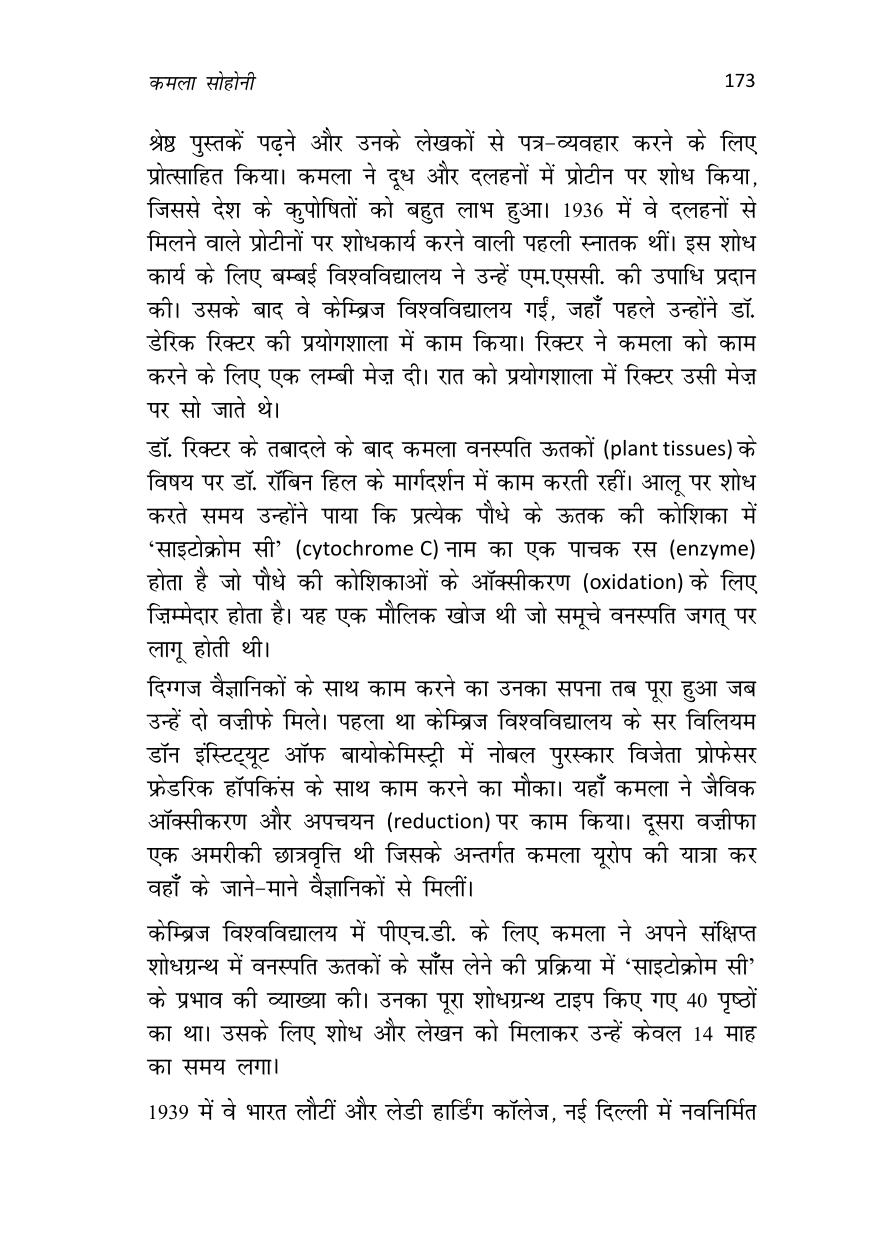 कमला सोहोनी 173
श्रेष्ठ पुस्तकें पढ़ने और उनके लेखकों से पत्र-व्यवहार करने के लिए
प्रोत्साहित किया। कमला ने दूध और दलहनों में प्रोटीन पर शोध किया,
जिससे देश के कुपोषितों को बहुत लाभ हुआ। 1936 में वे दलहनों से
मिलने वाले प्रोटीनों पर शोधकार्य करने वाली पहली स्नातक थीं। इस शोध
कार्य के लिए बम्बई विश्वविद्यालय ने उन्हें एम.एससी. की उपाधि प्रदान
की। उसके बाद वे केम्ब्रिज विश्वविद्यालय गईं, जहाँ पहले उन्होंने डॉ.
डेरिक रिक्टर की प्रयोगशाला में काम किया। रिक्टर ने कमला को काम
करने के लिए एक लम्बी मेज़ दी। रात को प्रयोगशाला में रिक्टर उसी मेज़
पर सो जाते थे।
डॉ. रिक्टर के तबादले के बाद कमला वनस्पति ऊतकों (plant tissues) के
विषय पर डॉ. रॉबिन हिल के मार्गदर्शन में काम करती रहीं। आलू पर शोध
करते समय उन्होंने पाया कि प्रत्येक पौधे के ऊतक की कोशिका में
‘साइटोक्रोम सी’ (cytochrome C) नाम का एक पाचक रस (enzyme)
होता है जो पौधे की कोशिकाओं के ऑक्सीकरण (oxidation) के लिए
ज़िम्मेदार होता है। यह एक मौलिक खोज थी जो समूचे वनस्पति जगत् पर
लागू होती थी।
दिग्गज वैज्ञानिकों के साथ काम करने का उनका सपना तब पूरा हुआ जब
उन्हें दो वज़ीफे मिले। पहला था केम्ब्रिज विश्वविद्यालय के सर विलियम
डॉन इंस्टिट्यूट ऑफ बायोकेमिस्ट्री में नोबल पुरस्कार विजेता प्रोफेसर
फ्रेडरिक हॉपकिंस के साथ काम करने का मौका। यहाँ कमला ने जैविक
ऑक्सीकरण और अपचयन (reduction) पर काम किया। दूसरा वज़ीफा
एक अमरीकी छात्रवृत्ति थी जिसके अन्तर्गत कमला यूरोप की यात्रा कर
वहाँ के जाने-माने वैज्ञानिकों से मिलीं।
केम्ब्रिज विश्वविद्यालय में पीएच.डी. के लिए कमला ने अपने संक्षिप्त
शोधग्रन्थ में वनस्पति ऊतकों के साँस लेने की प्रक्रिया में ‘साइटोक्रोम सी’
के प्रभाव की व्याख्या की। उनका पूरा शोधग्रन्थ टाइप किए गए 40 पृष्ठों
का था। उसके लिए शोध और लेखन को मिलाकर उन्हें केवल 14 माह
का समय लगा।
1939 में वे भारत लौटीं और लेडी हार्डिंग कॉलेज, नई दिल्ली में नवनिर्मित